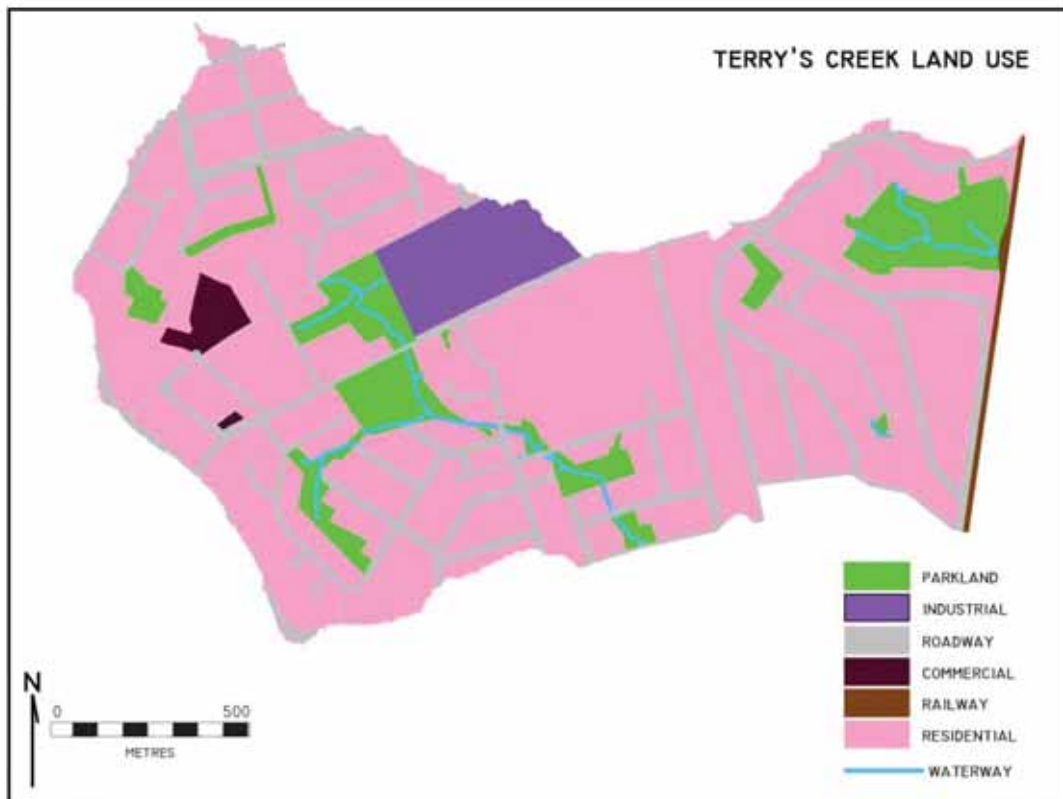 TERRY'S CREEK LAND USE
PARKLAND
INDUSTRIAL
ROADWAY
COMMERCIAL
RAILWAY
RESIDENTIAL
WATERWAY
N
0 500
METRES